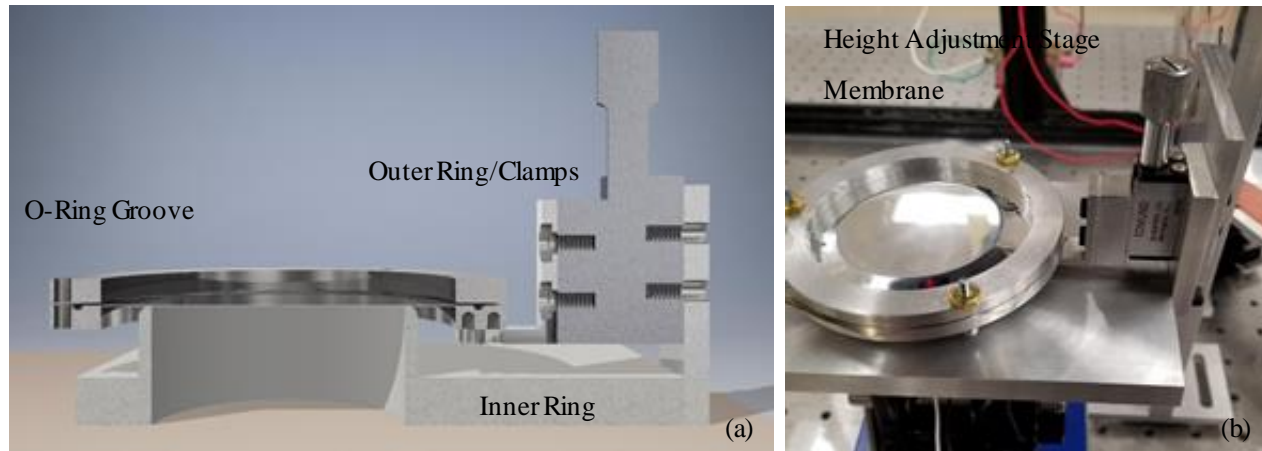 Outer Ring/Clamps
O-Ring Groove
Inner Ring
(a)
Height Adjustment Stage
Membrane
(b)